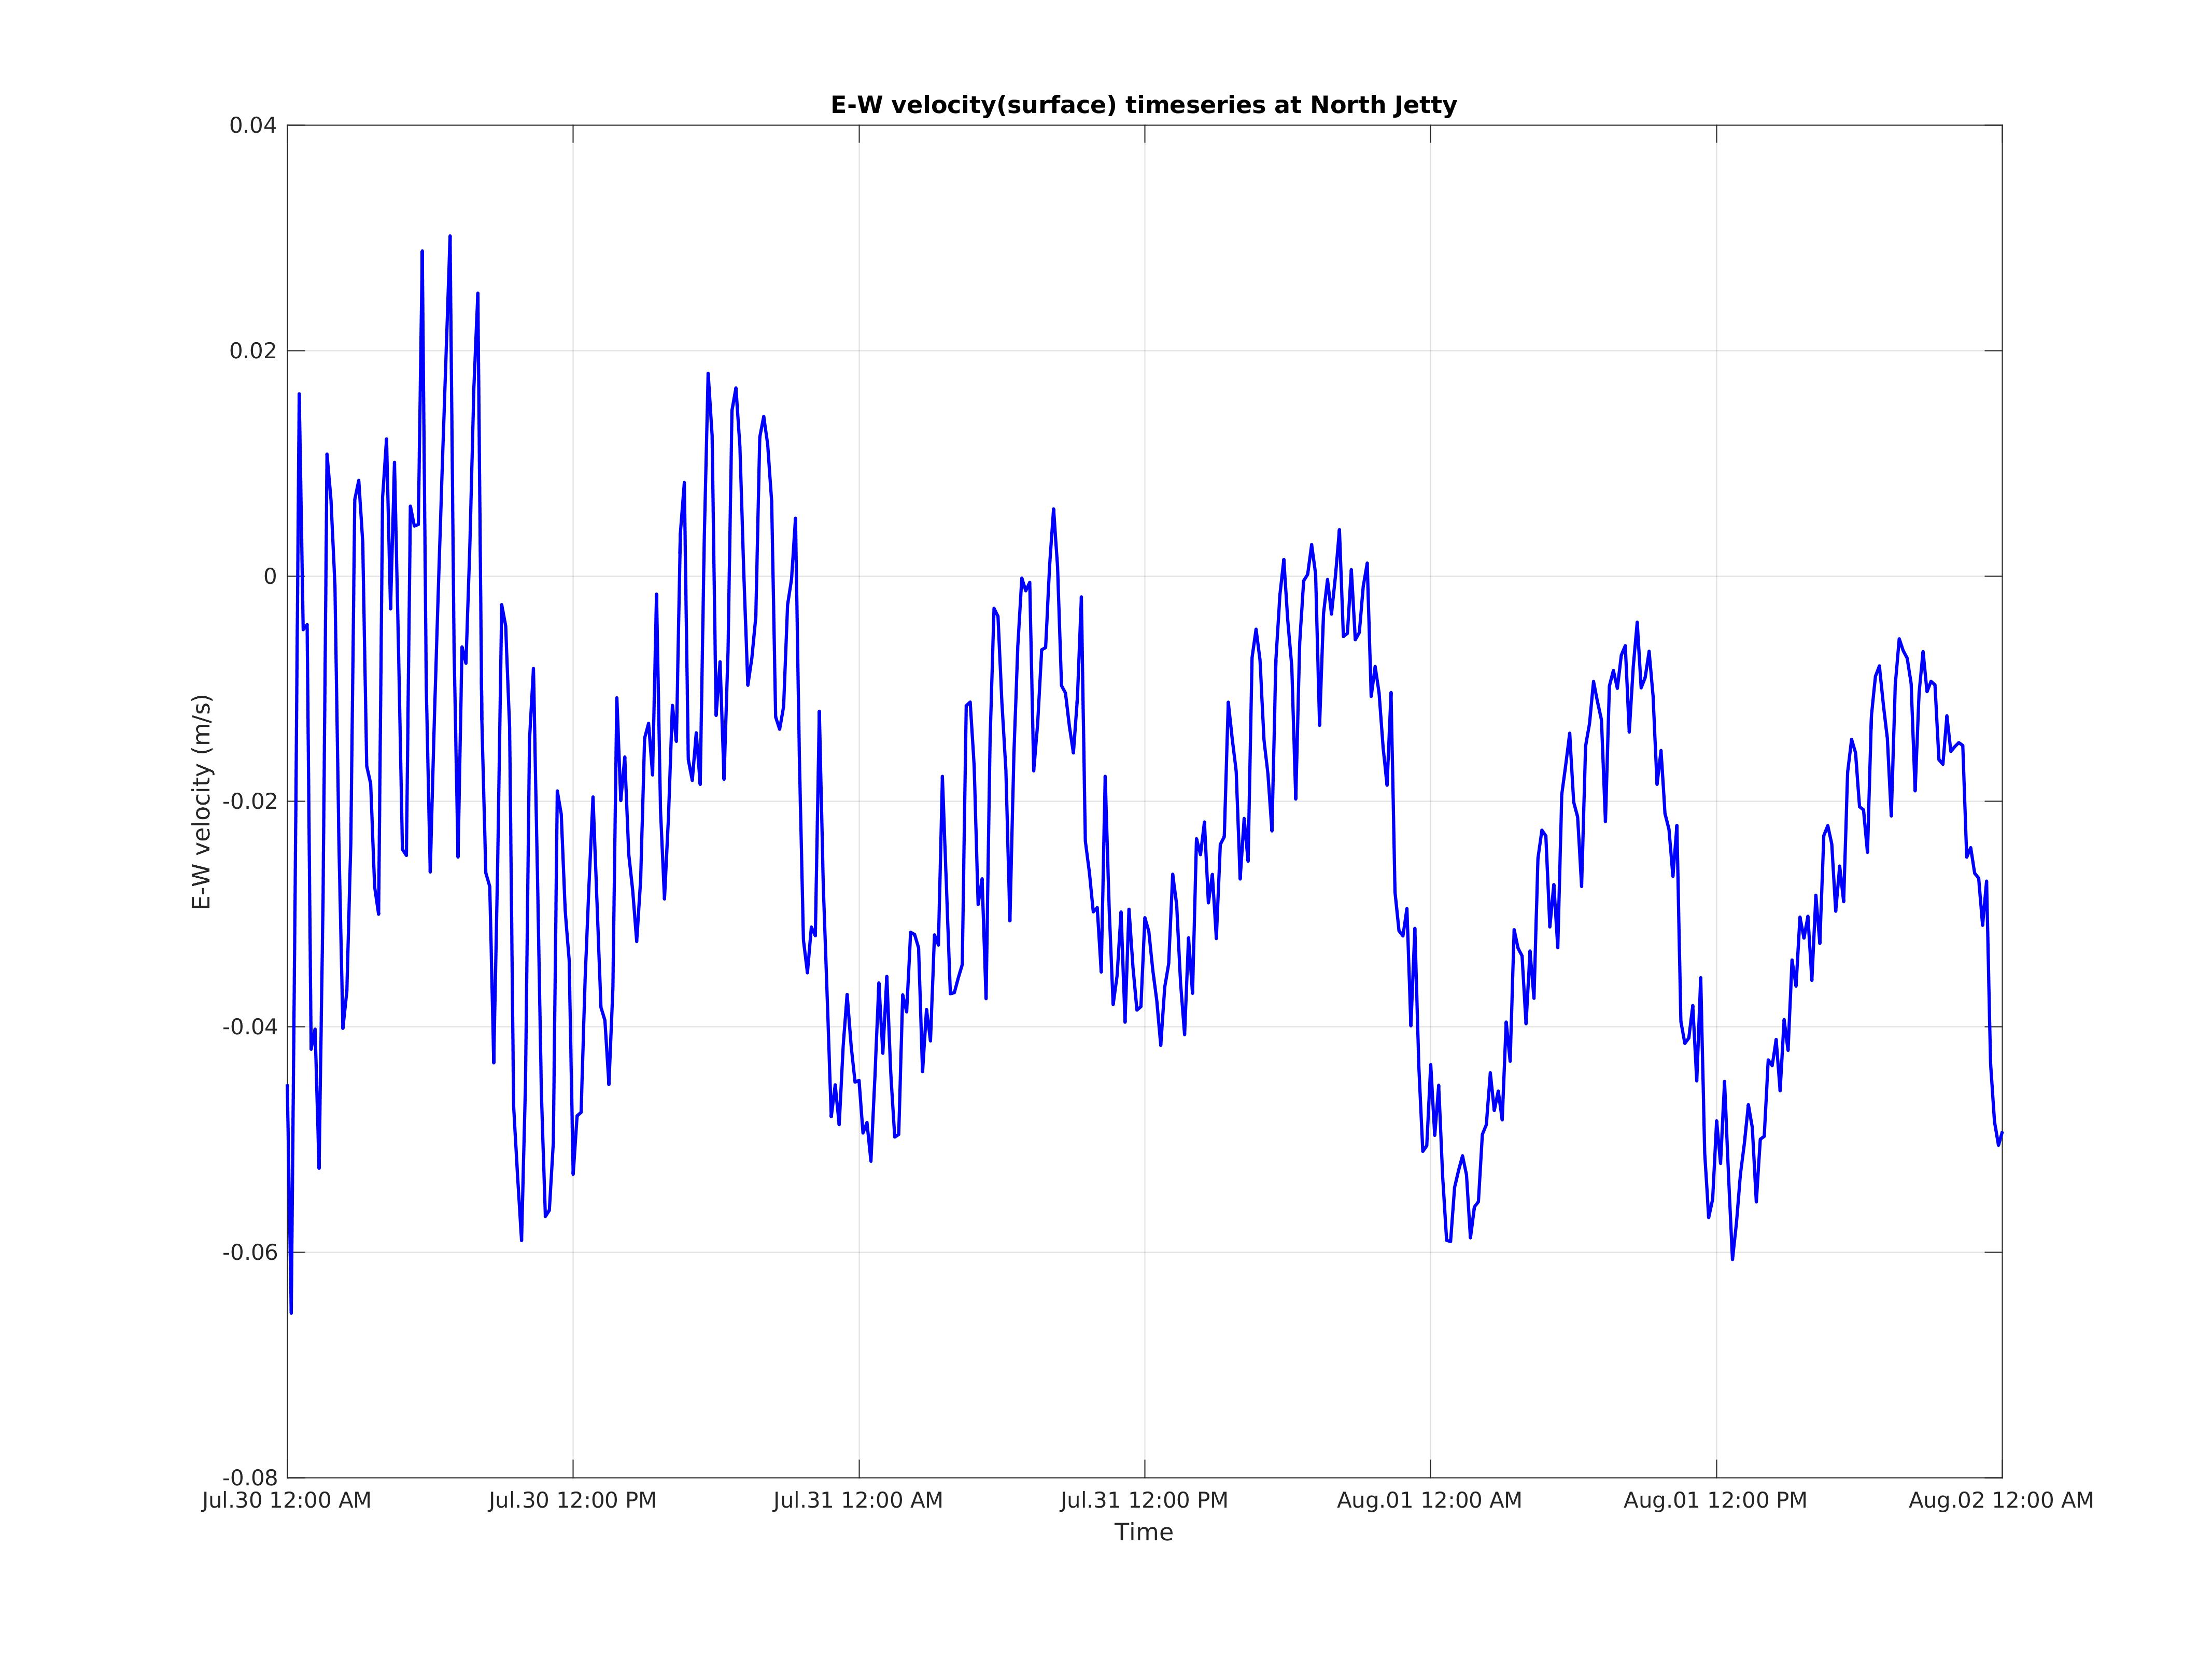 E-W velocity(surface) timeseries at North Jetty
0.04
0.02
0
-0.02
-0.04
-0.06
-0.08
E-W velocity (m/s)
Jul.30 12:00 AM
Jul.30 12:00 PM
Jul.31 12:00 AM
Jul.31 12:00 PM
Aug.01 12:00 AM
Aug.01 12:00 PM
Aug.02 12:00 AM
Time